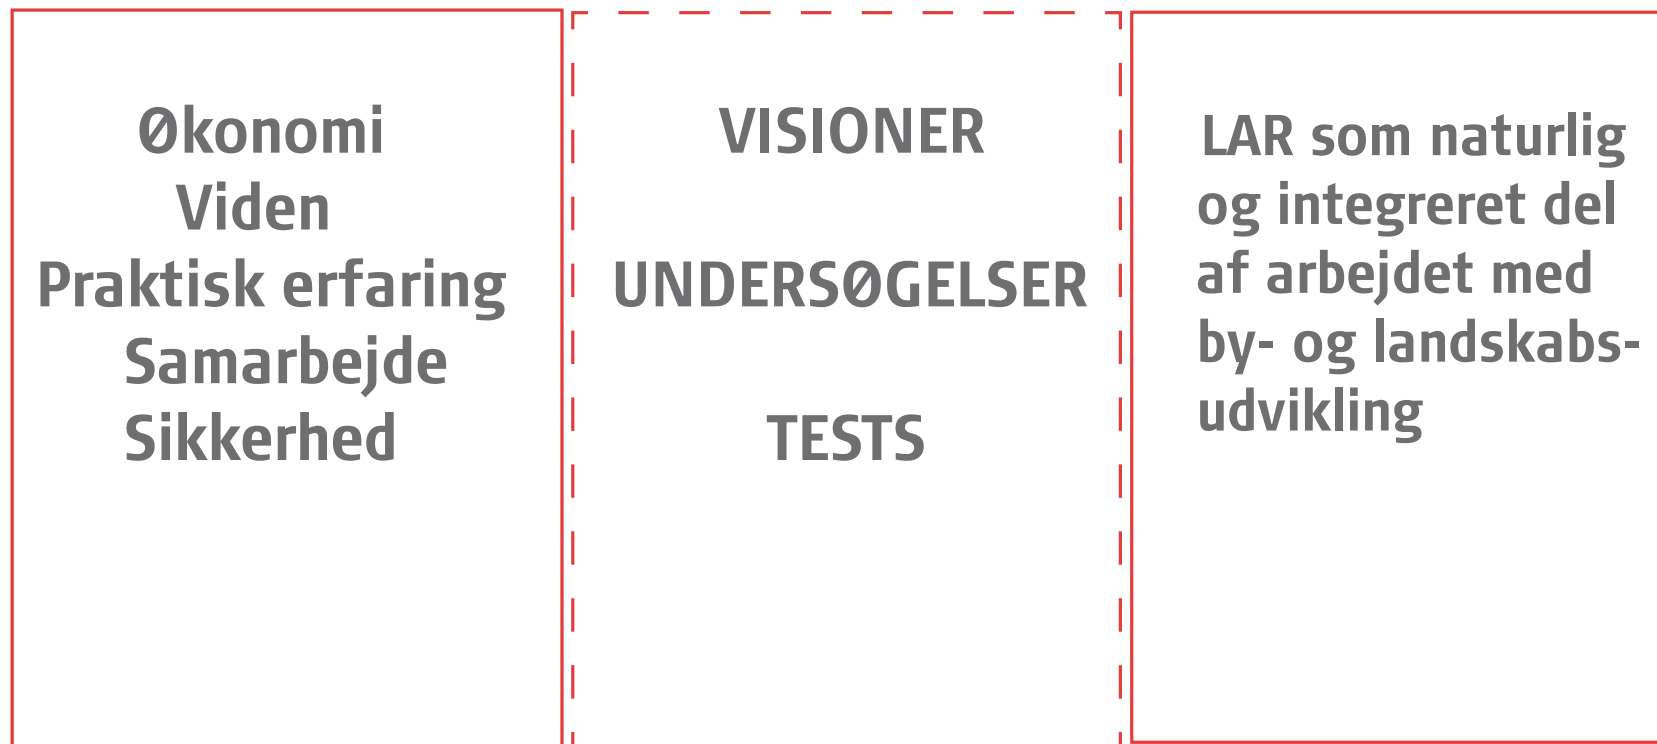 Økonomi
Viden
Praktisk erfaring
Samarbejde
Sikkerhed
VISIONER
UNDERSØGELSER
TESTS
LAR som naturlig
og integreret del
af arbejdet med
by- og landskabs-
udvikling